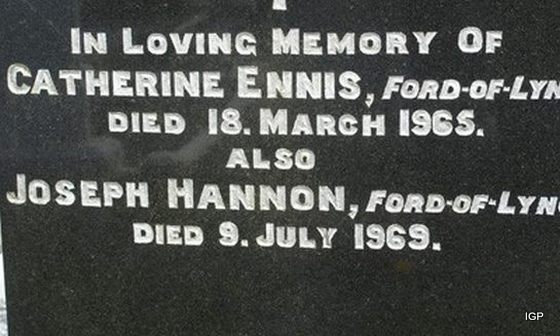 In Loving Memory Of
Catherine Ennis, Ford-of-Lyn
died 18. March 1965.
also
Joseph Hannon, Ford-of-Lyn
died 9. July 1969.
IGP